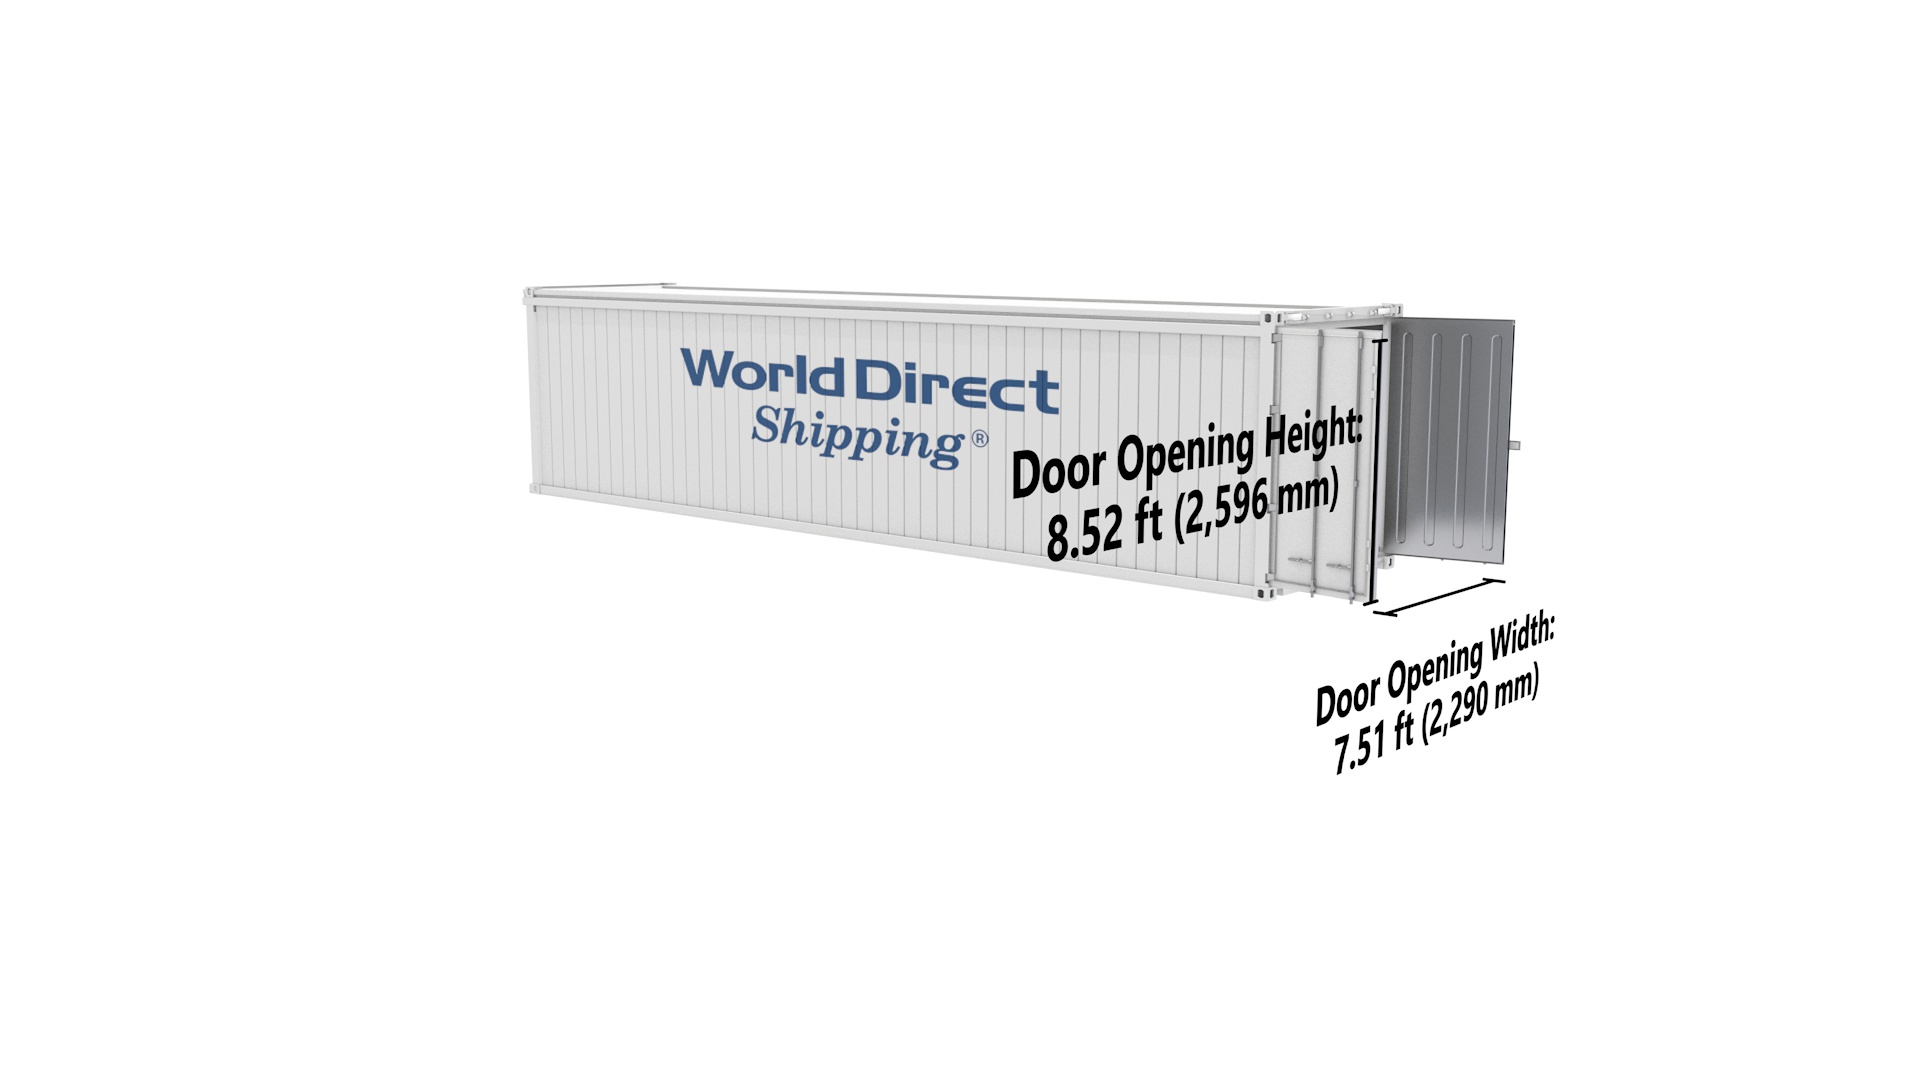 World Direct
Shipping®
Door Opening Height:
8.52 ft (2,596 mm)
Door Opening Width:
7.51 ft (2,290 mm)